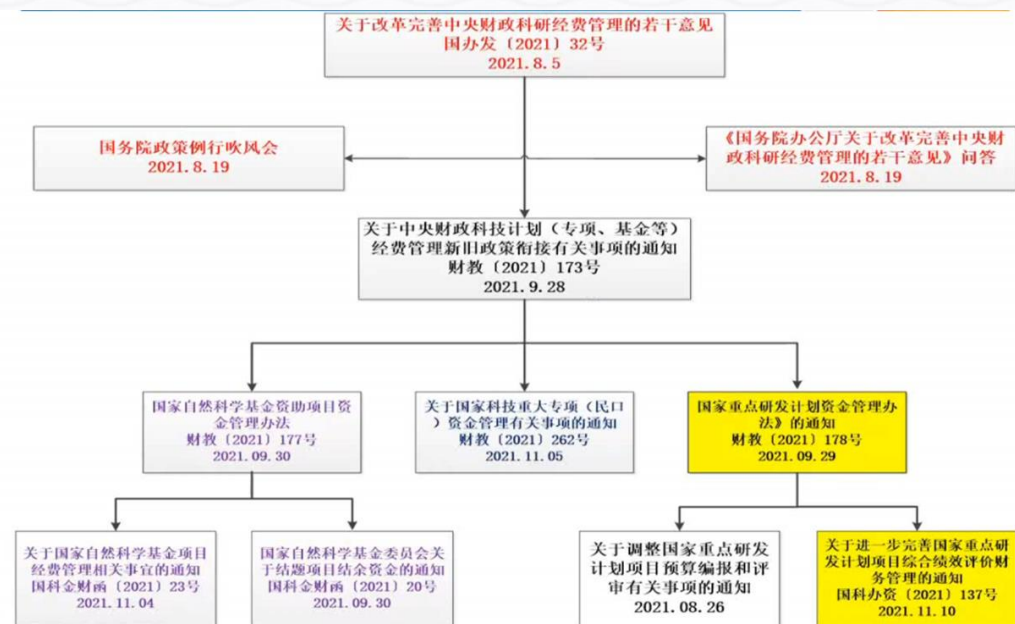 关于改革完善中央财政科研经费管理的若干意见
国办发〔2021〕32号
2021.8.5
国务院政策例行吹风会
2021.8.19
《国务院办公厅关于改革完善中央财
政科研经费管理的若干意见》问答
2021.8.19
关于中央财政科技计划（专项、基金等）
经费管理新旧政策衔接有关事项的通知
财教〔2021〕173号
2021.9.28
国家自然科学基金资助项目资
金管理办法
财教〔2021〕177号
2021.09.30
关于国家科技重大专项（民口
）资金管理有关事项的通知
财教〔2021〕262号
2021.11.05
国家重点研发计划资金管理办
法》的通知
财教〔2021〕178号
2021.09.29
关于国家自然科学基金项目
经费管理相关事宜的通知
国科金财函〔2021〕23号
2021.11.04
国家自然科学基金委员会关
于结题项目结余资金的通知
国科金财函〔2021〕20号
2021.09.30
关于调整国家重点研发
计划项目预算编报和评
审有关事项的通知
2021.08.26
关于进一步完善国家重点研
发计划项目综合绩效评价财
务管理的通知
国科办资〔2021〕137号
2021.11.10